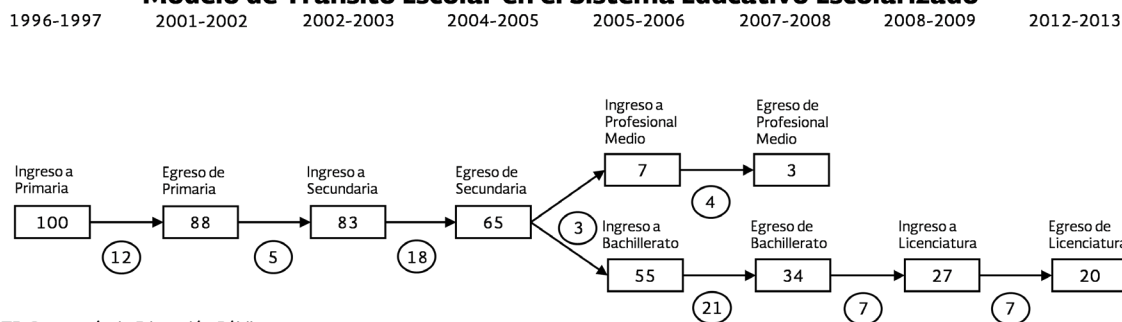 Modelo de Tránsito Escolar en el Sistema Educativo Escolarizado
1996-1997 2001-2002 2002-2003 2004-2005 2005-2006 2007-2008 2008-2009 2012-2013
Ingreso a
Profesional
Medio
7
4
Egreso de
Profesional
Medio
3
Ingreso a
Primaria
100
12
Egreso de
Primaria
88
5
Ingreso a
Secundaria
83
18
Egreso de
Secundaria
65
3
Ingreso a
Bachillerato
55
21
Egreso de
Bachillerato
34
7
Ingreso a
Licenciatura
27
7
Egreso de
Licenciatura
20